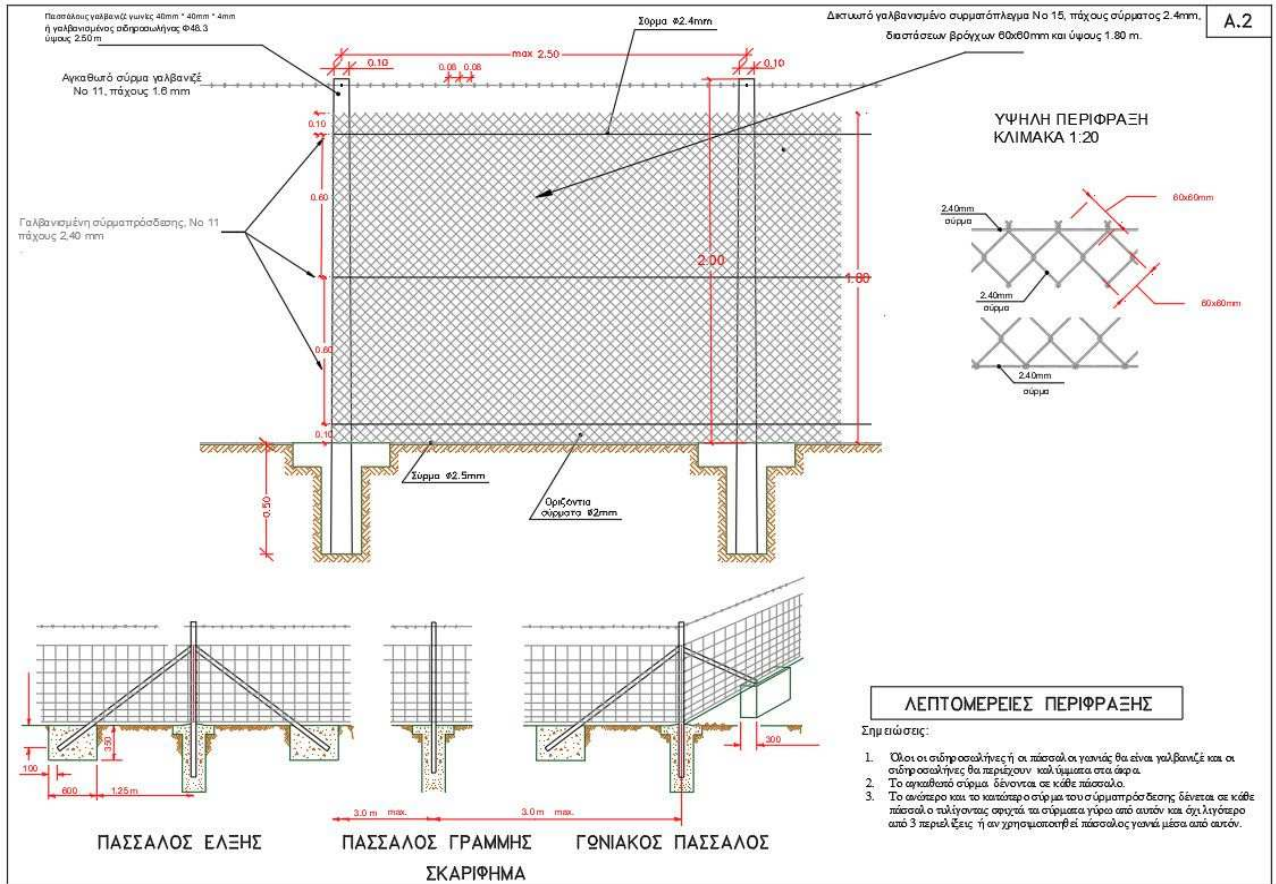 Πασσάλους γαλβανιζέ γωνίες 40mm * 40mm * 4mm
ή γαλβανισμένος σιδηροσωλήνας Φ48.3
ύψους 2.50 m
Σύρμα ø2.4mm
Δικτυωτό γαλβανισμένο συρματόπλεγμα Νο 15, πάχους σύρματος 2.4mm,
διαστάσεων βρόγχων 60x60mm και ύψους 1.80 m.
A.2
max 2.50
0.10
0.08 0.08
0.10
Αγκαθωτό σύρμα γαλβανιζέ
Νο 11, πάχους 1.6 mm
ΥΨΗΛΗ ΠΕΡΙΦΡΑΞΗ
ΚΛΙΜΑΚΑ 1:20
0.10
0.60
Γαλβανισμένη σύρμαπρόσδεσης, Νο 11
πάχους 2,40 mm
2.00
1.80
0.60
0.10
0.50
2.40mm
σύρμα
60x60mm
2.40mm
σύρμα
60x60mm
2.40mm
σύρμα
Σύρμα ø2.5mm
Οριζόντια
σύρματα ø2mm
100
600
1.25 m
350
300
3.0 m max.
3.0 m max.
ΠΑΣΣΑΛΟΣ ΕΛΞΗΣ
ΠΑΣΣΑΛΟΣ ΓΡΑΜΜΗΣ
ΓΩΝΙΑΚΟΣ ΠΑΣΣΑΛΟΣ
ΣΚΑΡΙΦΗΜΑ
ΛΕΠΤΟΜΕΡΕΙΕΣ ΠΕΡΙΦΡΑΞΗΣ
Σημειώσεις:
1. Όλοι οι σιδηροσωλήνες ή οι πάσσαλοι γωνιάς θα είναι γαλβανιζέ και οι
σιδηροσωλήνες θα περιέχουν καλύμματα στα άκρα.
2. Το αγκαθωτό σύρμα δένονται σε κάθε πάσσαλο.
3. Το ανώτερο και το κατώτερο σύρμα του σύρμαπρόσδεσης δένεται σε κάθε
πάσσαλο τυλίγοντας σφιχτά τα σύρματα γύρω από αυτόν και όχι λιγότερο
από 3 περιελίξεις ή αν χρησιμοποιηθεί πάσσαλος γωνιά μέσα από αυτόν.